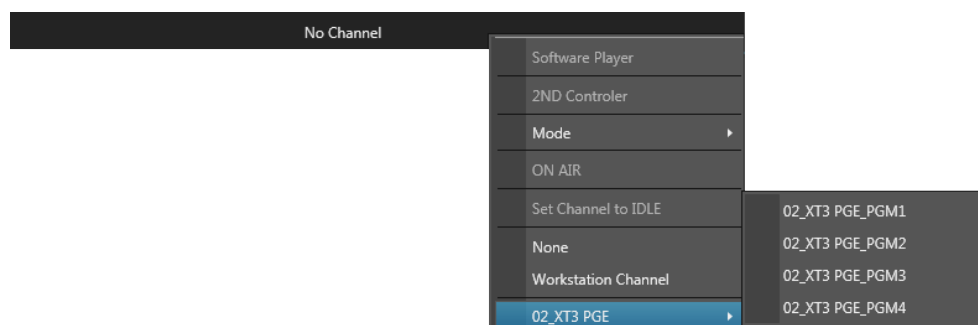 No Channel
Software Player
2ND Controler
Mode
ON AIR
Set Channel to IDLE
None
Workstation Channel
02_XT3 PGE
02_XT3 PGE_PGM1
02_XT3 PGE_PGM2
02_XT3 PGE_PGM3
02_XT3 PGE_PGM4